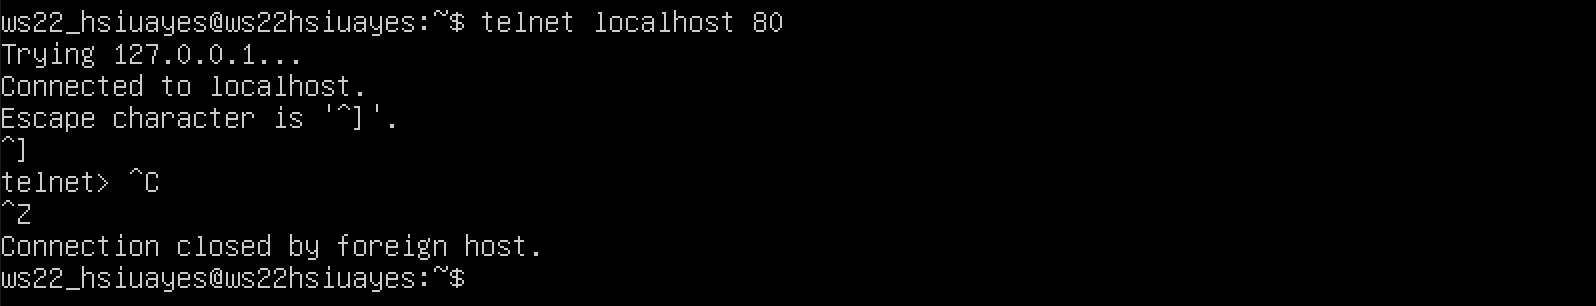 ws22_hsiuayes@ws22hsiuayes:~$ telnet localhost 80
Trying 127.0.0.1...
Connected to localhost.
Escape character is '^]'.
^]
telnet> ^C
^Z
Connection closed by foreign host.
ws22_hsiuayes@ws22hsiuayes:~$